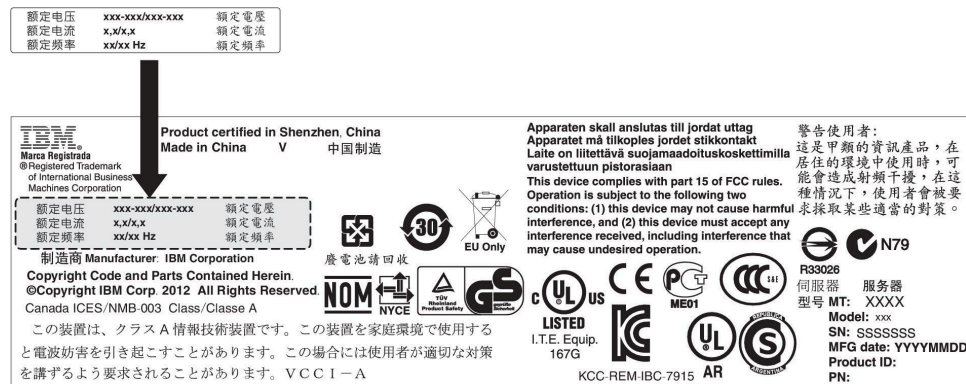 额定电压 xxx-xxx/xxx-xxx 額定電壓
额定电流 x,x/x,x 額定電流
额定频率 xx/xx Hz 額定頻率
IBM.
Marca Registrada
®Registered Trademark
of International Business
Machines Corporation
Product certified in Shenzhen, China
Made in China V 中国制造
额定电压 xxx-xxx/xxx-xxx 額定電壓
额定电流 x,x/x,x 額定電流
额定频率 xx/xx Hz 額定頻率
制造商 Manufacturer: IBM Corporation
Copyright Code and Parts Contained Herein.
©Copyright IBM Corp. 2012 All Rights Reserved.
Canada ICES/NMB-003 Class/Classe A
この装置は、クラスA情報技術装置です。この装置を家庭環境で使用する
と電波妨害を引き起こすことがあります。この場合には使用者が適切な対策
を講ずるよう要求されることがあります。VCCI-A
廢電池請回收
30
EU Only
NOM
NYCE
TÜV
Rheinland
Product Safety
GS
geprüfte
Sicherheit
Apparaten skall anslutas till jordat uttag
Apparatet må tilkoples jordet stikkontakt
Laite on liitettävä suojamaadoituskoskettimilla
varustettuun pistorasiaan
This device complies with part 15 of FCC rules.
Operation is subject to the following two
conditions: (1) this device may not cause harmful
interference, and (2) this device must accept any
interference received, including interference that
may cause undesired operation.
c UL US
LISTED
I.T.E. Equip.
167G
CE
PG
ME01
CCC
S&E
KCC-REM-IBC-7915
UL
AR
REPUBLICA
S
ARGENTINA
警告使用者:
這是甲類的資訊產品，在
居住的環境中使用時，可
能會造成射頻干擾，在這
種情況下，使用者會被要
求採取某些適當的對策。
N79
R33026
伺服器 服务器
型号 MT: XXXX
Model: xxx
SN: SSSSSSS
MFG date: YYYYMMDD
Product ID:
PN: